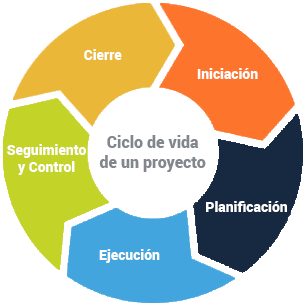 Ciclo de vida
de un proyecto
Iniciación
Planificación
Ejecución
Seguimiento
y Control
Cierre